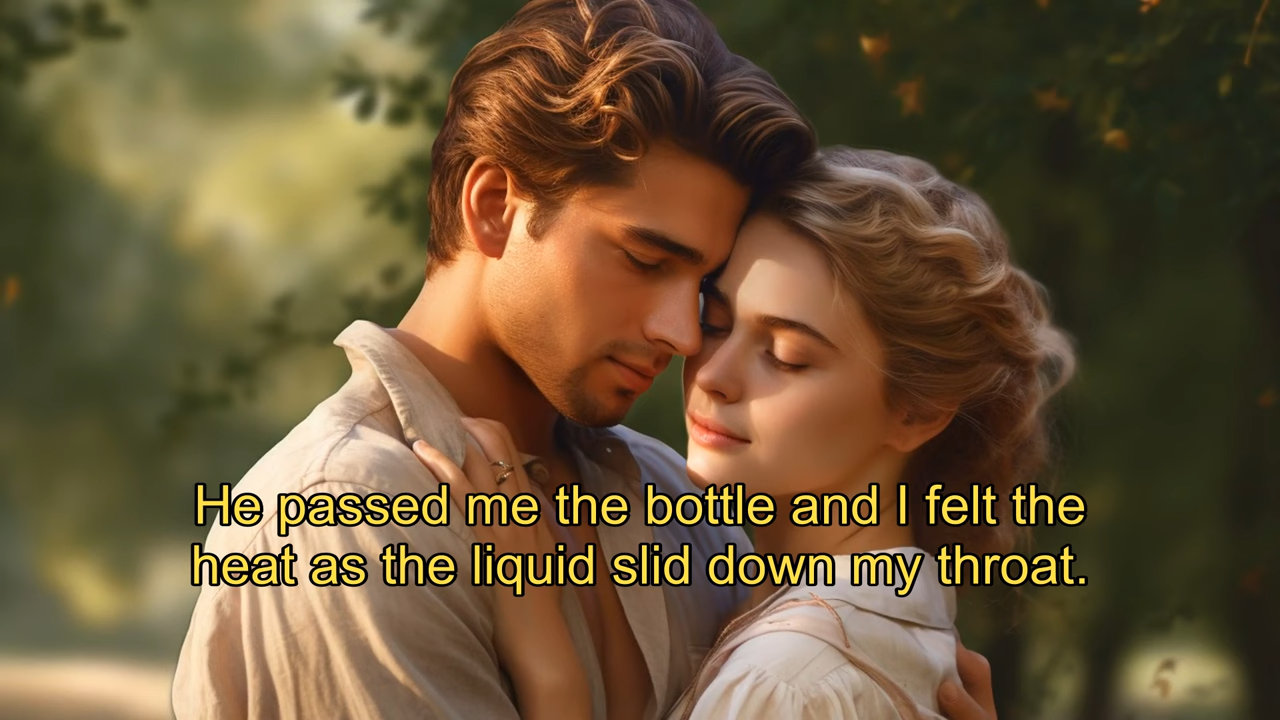 He passed me the bottle and I felt the
heat as the liquid slid down my throat.